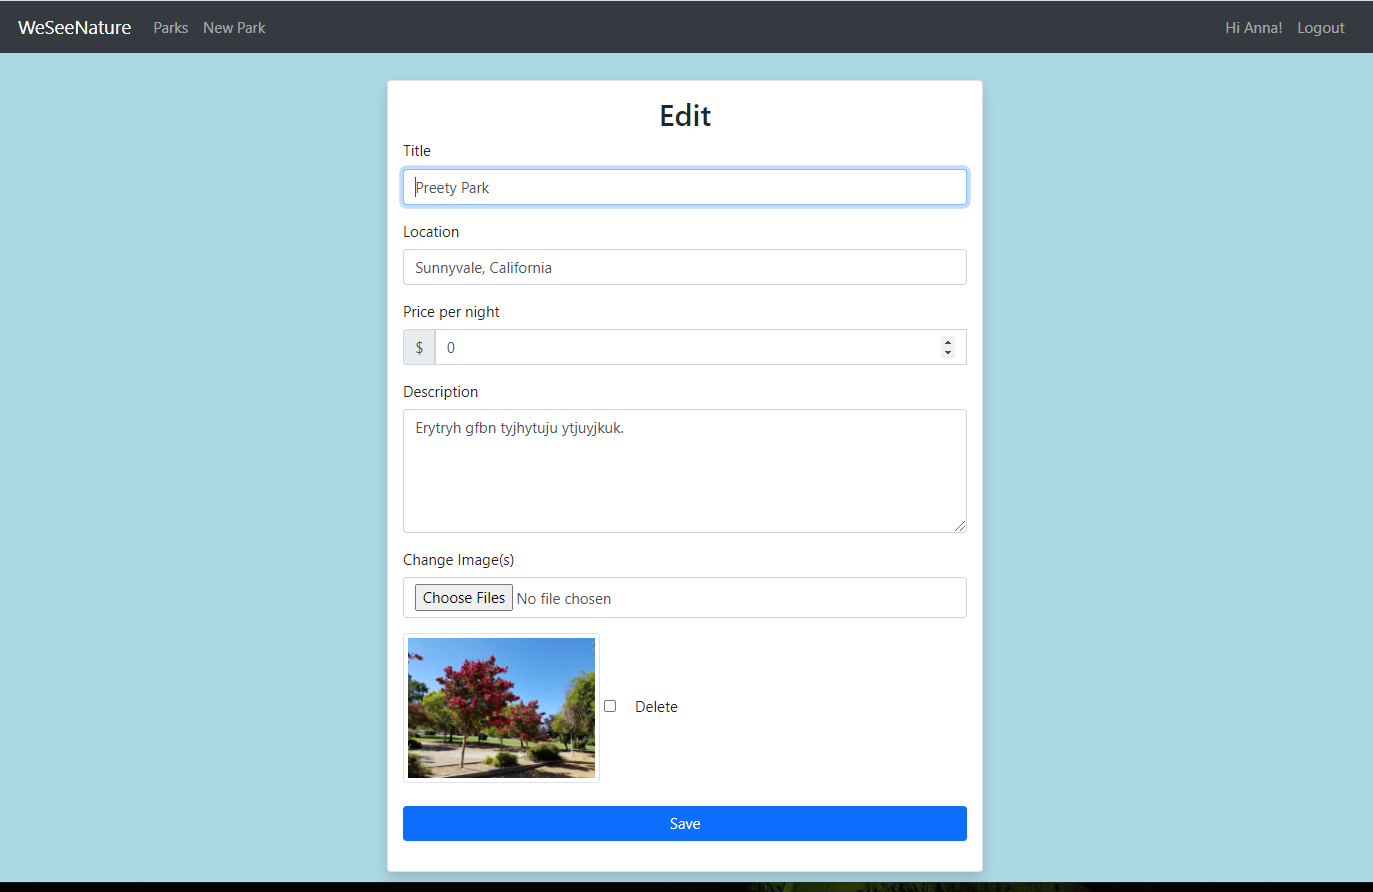 WeSeeNature Parks New Park Hi Anna! Logout
Edit
Title
Preety Park
Location
Sunnyvale, California
Price per night
$ 0
Description
Erytryh gfbn tyjhytuju ytjuyjkuk.
Change Image(s)
Choose Files No file chosen
Delete
Save